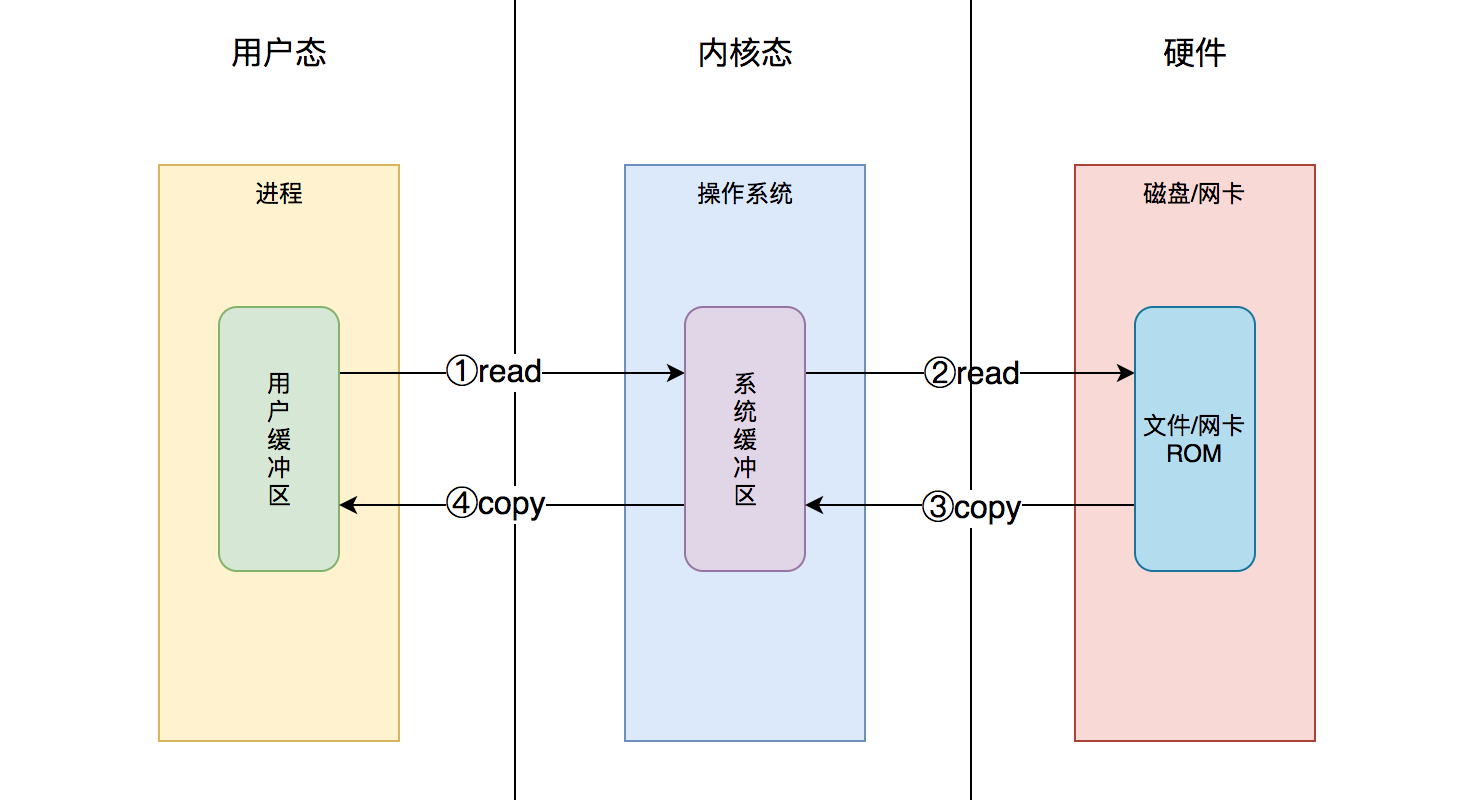 用户态
内核态
硬件
进程
操作系统
磁盘/网卡
用户缓冲区
①read
系统缓冲区
②read
文件/网卡
ROM
④copy
③copy